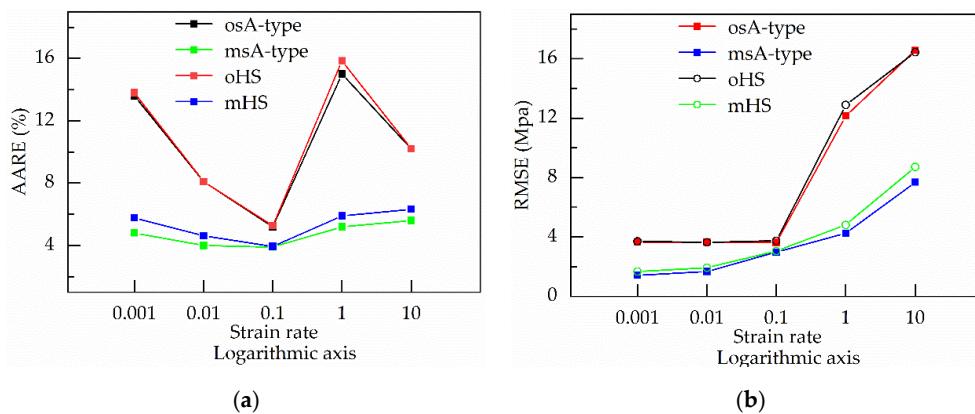 osA-type
msA-type
oHS
mHS
16
12
8
4
AARE (%)
0.001 0.01 0.1 1 10
Strain rate
Logarithmic axis
(a)
osA-type
msA-type
oHS
mHS
16
12
8
4
0
RMSE (Mpa)
0.001 0.01 0.1 1 10
Strain rate
Logarithmic axis
(b)